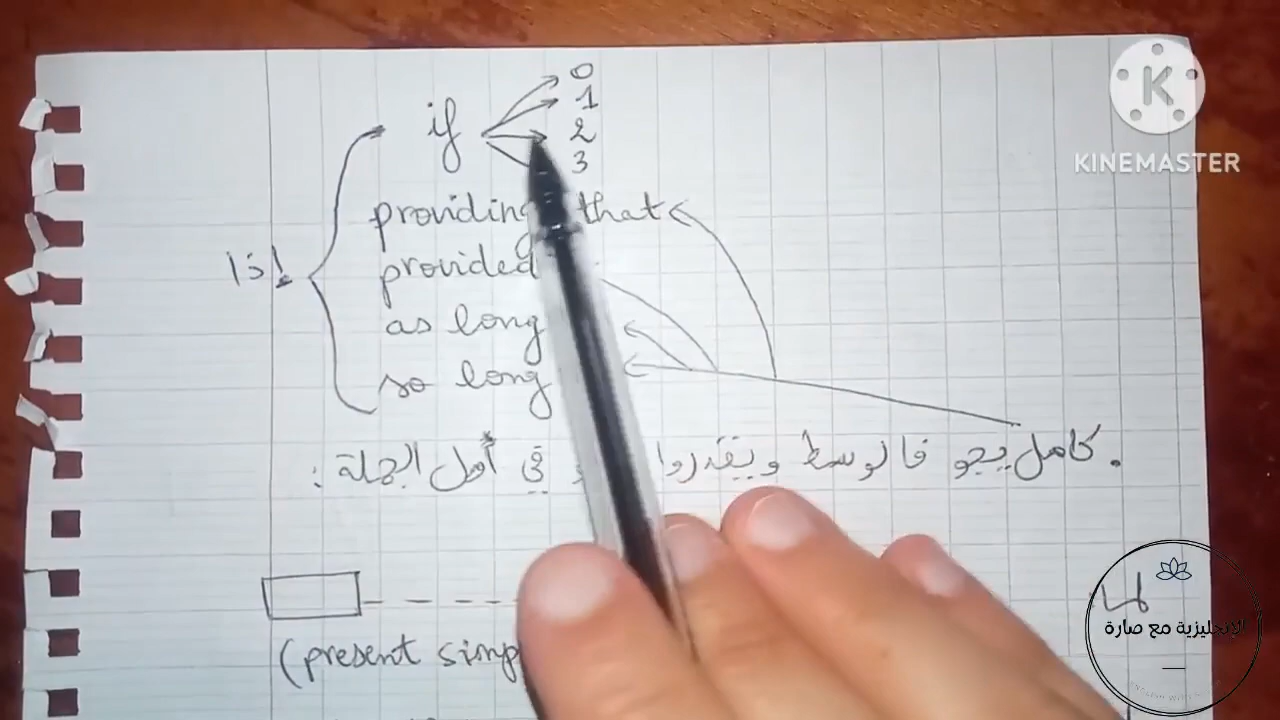 0
1
if
2
3
providing that
provided
إذا
as long
so long
كامل يجو فالوسط ويقدروا في أول الجملة :
(present simp
KINEMASTER
الإنجليزية مع صارة